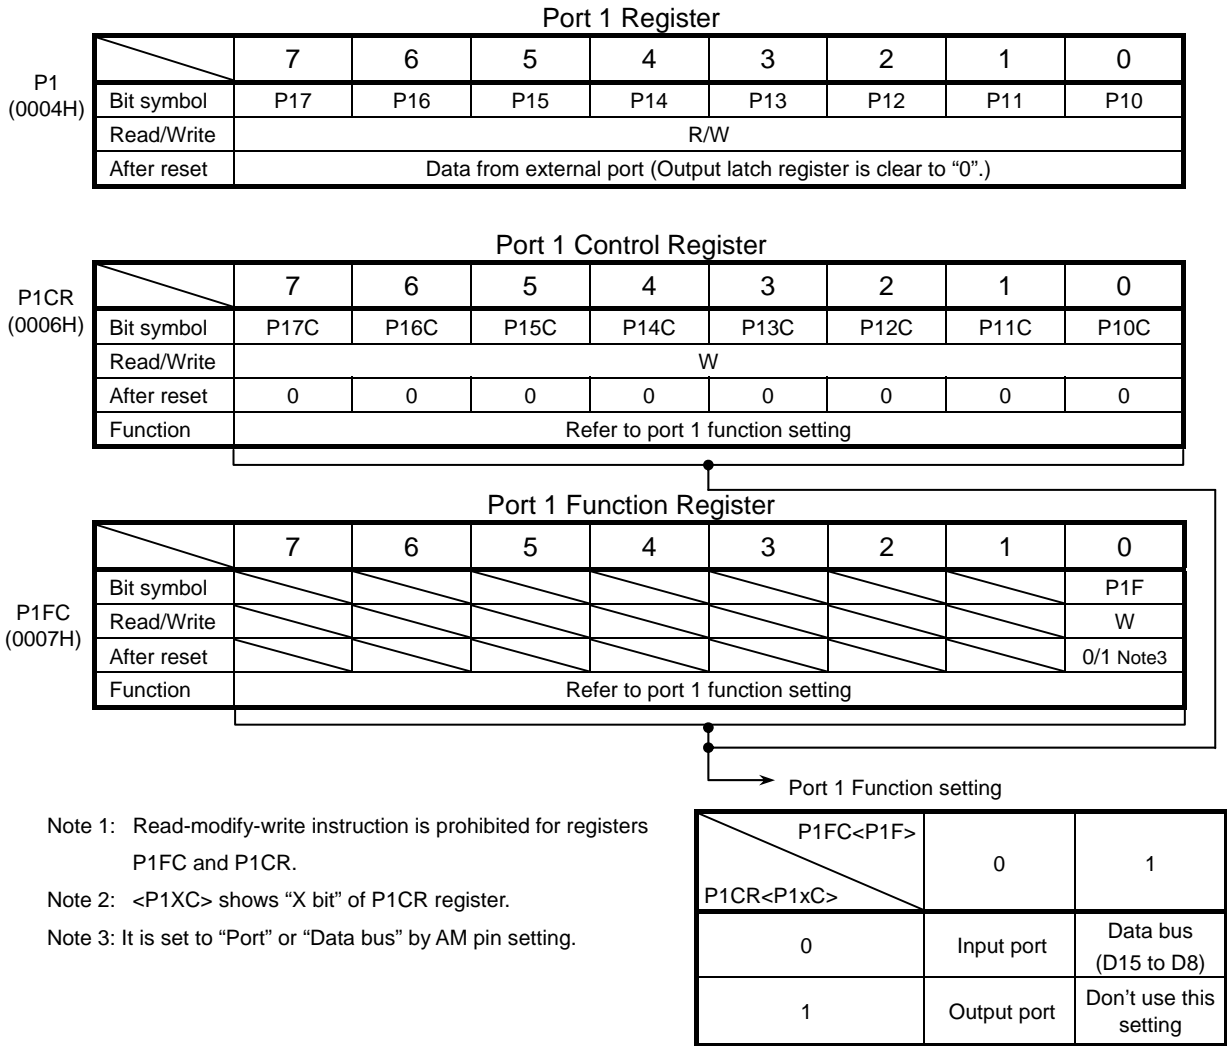 Port 1 Register
P1
(0004H)
7 6 5 4 3 2 1 0
Bit symbol P17 P16 P15 P14 P13 P12 P11 P10
Read/Write R/W
After reset Data from external port (Output latch register is clear to “0”.)
Port 1 Control Register
P1CR
(0006H)
7 6 5 4 3 2 1 0
Bit symbol P17C P16C P15C P14C P13C P12C P11C P10C
Read/Write W
After reset 0 0 0 0 0 0 0 0
Function Refer to port 1 function setting
Port 1 Function Register
P1FC
(0007H)
7 6 5 4 3 2 1 0
Bit symbol P1F
Read/Write W
After reset 0/1 Note3
Function Refer to port 1 function setting
Port 1 Function setting
Note 1: Read-modify-write instruction is prohibited for registers
P1FC and P1CR.
Note 2: <P1XC> shows “X bit” of P1CR register.
Note 3: It is set to “Port” or “Data bus” by AM pin setting.
P1FC<P1F>
P1CR<P1xC>
0 1
0 Input port Data bus
(D15 to D8)
1 Output port Don’t use this
setting